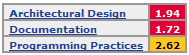 Architectural Design 1.94
Documentation 1.72
Programming Practices 2.62